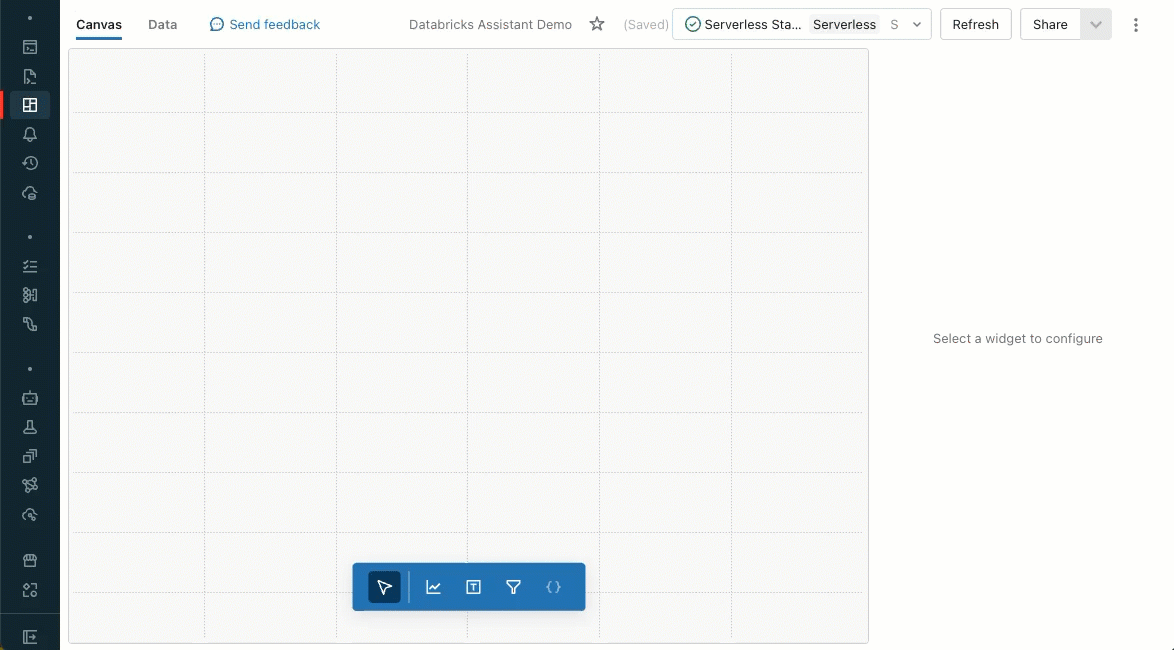 Canvas
Data
Send feedback
Databricks Assistant Demo
(Saved)
Serverless Sta...
Serverless
S
Refresh
Share
Select a widget to configure
T
{}